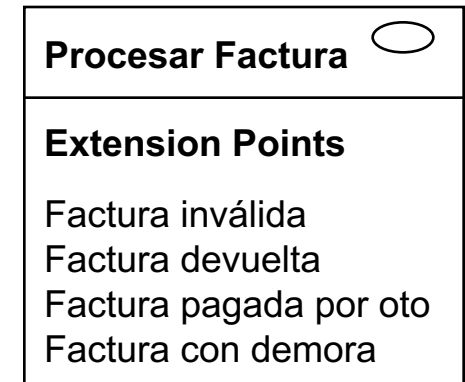 Procesar Factura
Extension Points
Factura inválida
Factura devuelta
Factura pagada por oto
Factura con demora